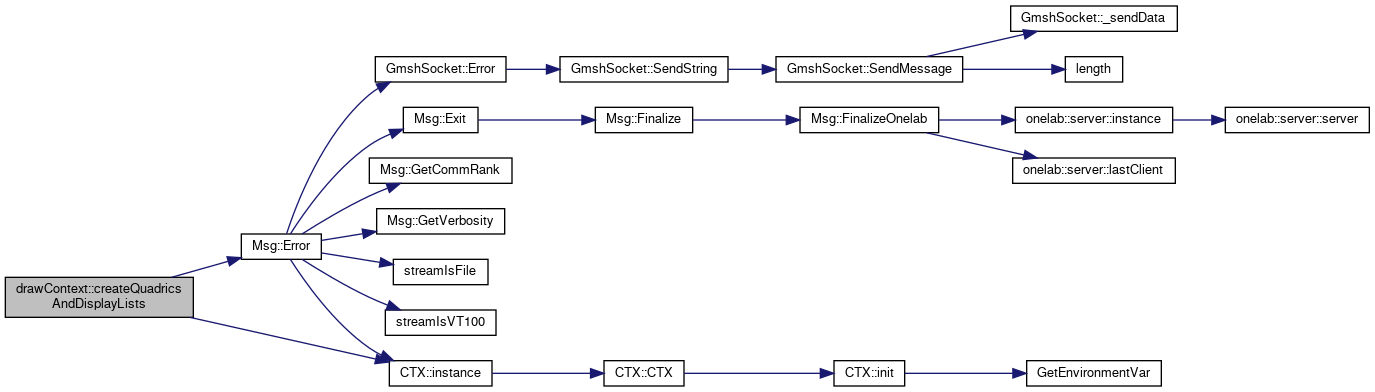 GmshSocket::_sendData
GmshSocket::Error
GmshSocket::SendString
GmshSocket::SendMessage
length
Msg::Exit
Msg::Finalize
Msg::FinalizeOnelab
onelab::server::instance
onelab::server::server
onelab::server::lastClient
Msg::GetCommRank
Msg::GetVerbosity
Msg::Error
streamIsFile
drawContext::createQuadrics
AndDisplayLists
streamIsVT100
CTX::instance
CTX::CTX
CTX::init
GetEnvironmentVar